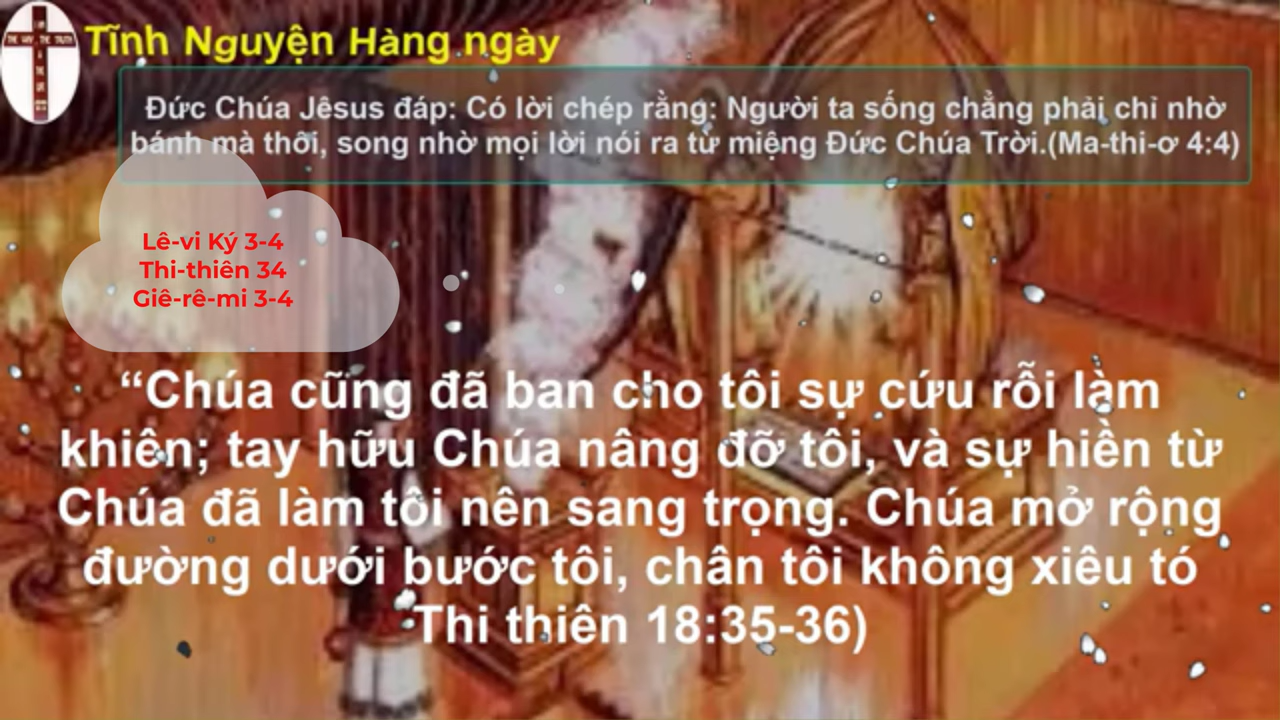 THE WAY THE TRUTH
Tĩnh Nguyện Hàng ngày
Đức Chúa Jêsus đáp: Có lời chép rằng: Người ta sống chẳng phải chỉ nhờ
bánh mà thôi, song nhờ mọi lời nói ra từ miệng Đức Chúa Trời.(Ma-thi-ơ 4:4)
Lê-vi Ký 3-4
Thi-thiên 34
Giê-rê-mi 3-4
“Chúa cũng đã ban cho tôi sự cứu rỗi làm
khiên; tay hữu Chúa nâng đỡ tôi, và sự hiền từ
Chúa đã làm tôi nên sang trọng. Chúa mở rộng
đường dưới bước tôi, chân tôi không xiêu tó
Thi thiên 18:35-36)